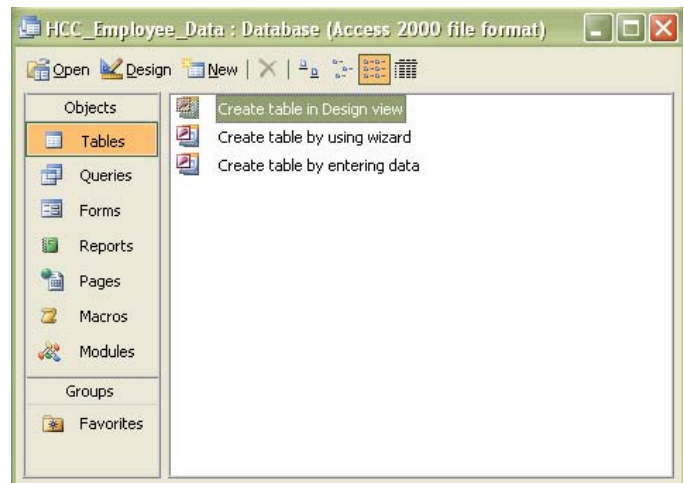 HCC_Employee_Data : Database (Access 2000 file format)
Open Design New
Objects
Tables
Queries
Forms
Reports
Pages
Macros
Modules
Groups
Favorites
Create table in Design view
Create table by using wizard
Create table by entering data